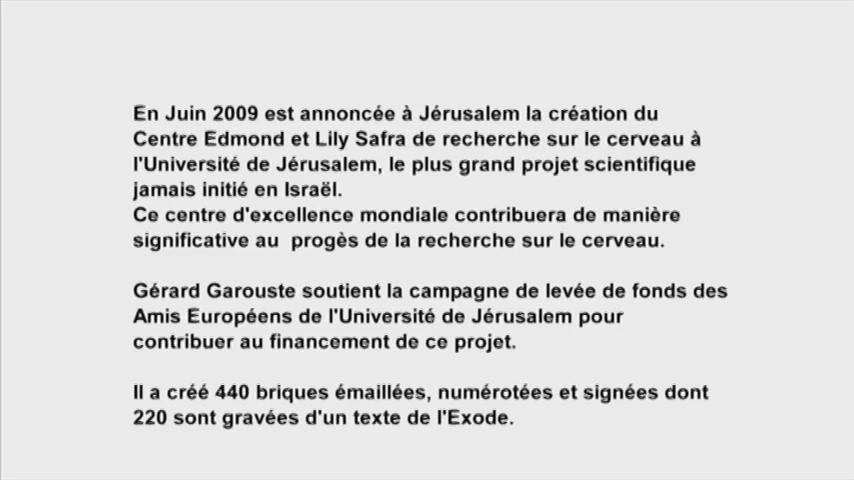 En Juin 2009 est annoncée à Jérusalem la création du
Centre Edmond et Lily Safra de recherche sur le cerveau à
l'Université de Jérusalem, le plus grand projet scientifique
jamais initié en Israël.
Ce centre d'excellence mondiale contribuera de manière
significative au  progès de la recherche sur le cerveau.
Gérard Garouste soutient la campagne de levée de fonds des
Amis Européens de l'Université de Jérusalem pour
contribuer au financement de ce projet.
Il a créé 440 briques émaillées, numérotées et signées dont
220 sont gravées d'un texte de l'Exode.